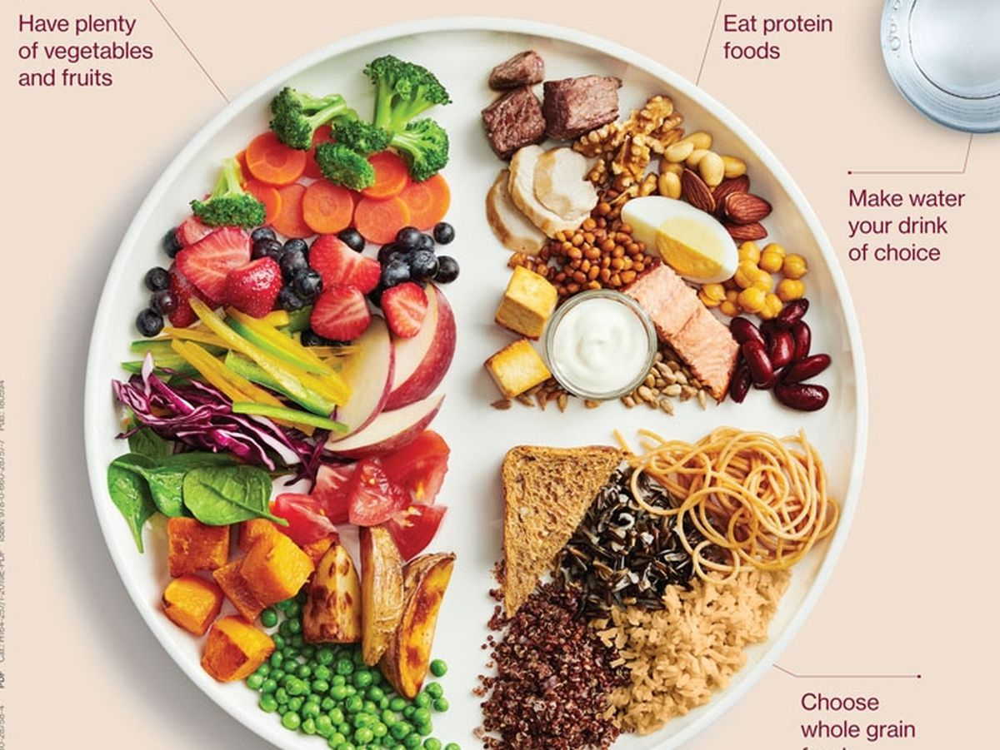 Have plenty
of vegetables
and fruits
Eat protein
foods
Make water
your drink
of choice
Choose
whole grain